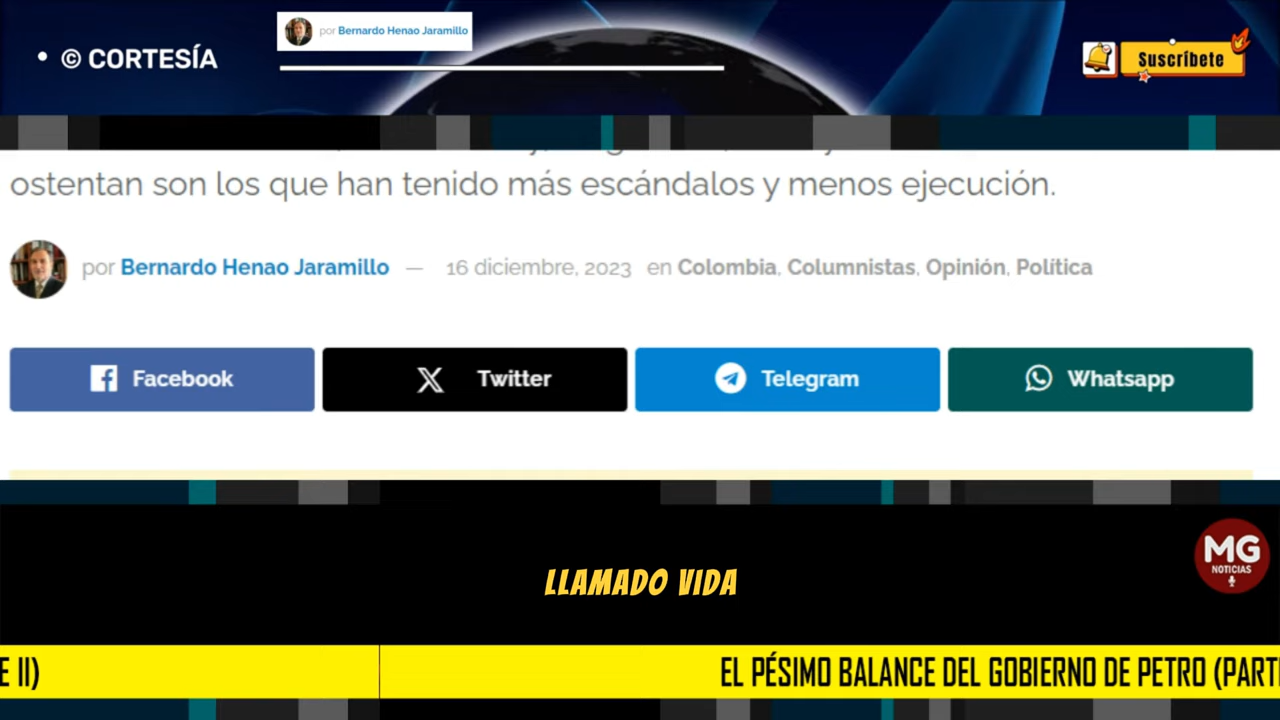 por Bernardo Henao Jaramillo
• © CORTESÍA
Suscríbete
ostentan son los que han tenido más escándalos y menos ejecución.
por Bernardo Henao Jaramillo — 16 diciembre, 2023 en Colombia, Columnistas, Opinión, Política
Facebook
Twitter
Telegram
Whatsapp
MG
NOTICIAS
LLAMADO VIDA
E II)
EL PÉSIMO BALANCE DEL GOBIERNO DE PETRO (PARTE